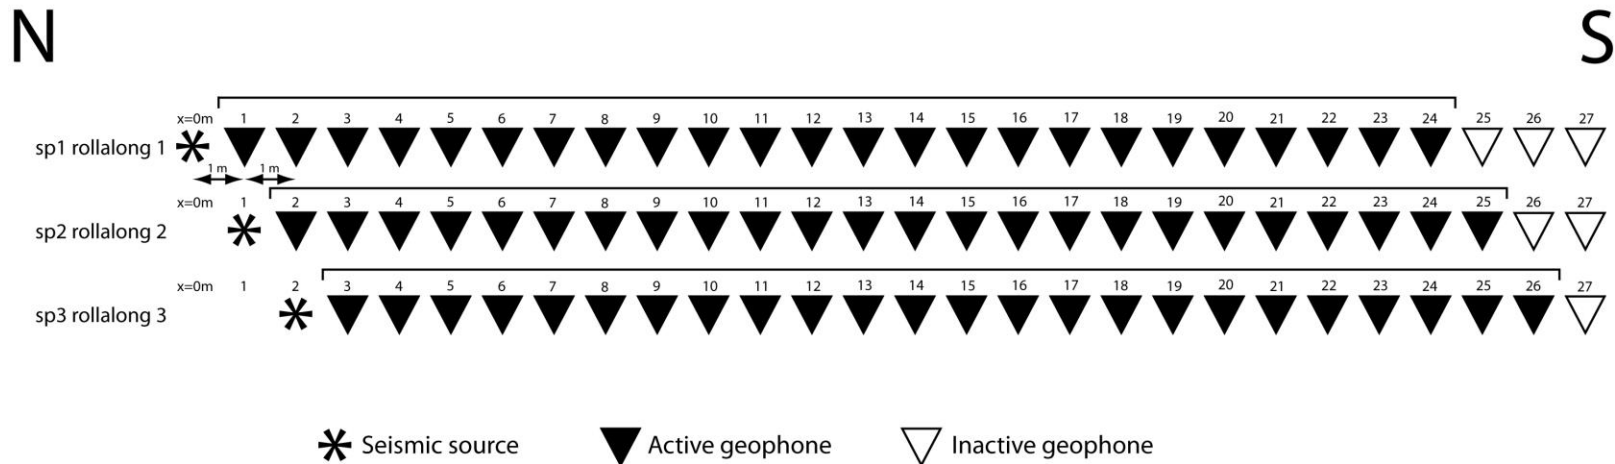 N S
x=0m 1 2 3 4 5 6 7 8 9 10 11 12 13 14 15 16 17 18 19 20 21 22 23 24 25 26 27
sp1 rollalong 1
1 m 1 m
x=0m 1 2 3 4 5 6 7 8 9 10 11 12 13 14 15 16 17 18 19 20 21 22 23 24 25 26 27
sp2 rollalong 2
x=0m 1 2 3 4 5 6 7 8 9 10 11 12 13 14 15 16 17 18 19 20 21 22 23 24 25 26 27
sp3 rollalong 3
Seismic source Active geophone Inactive geophone